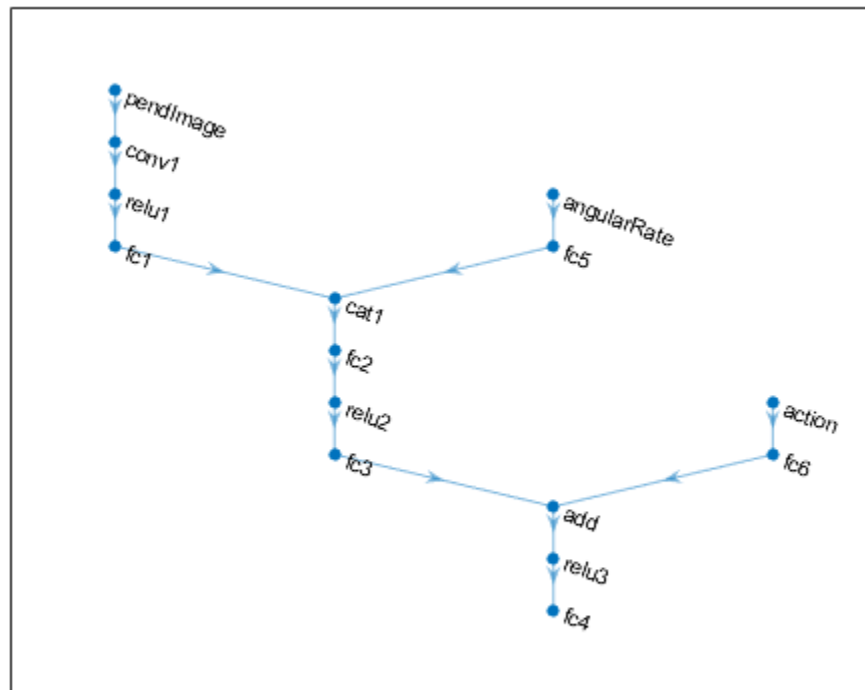 pendImage
conv1
relu1
fc1
angularRate
fc5
cat1
fc2
relu2
fc3
action
fc6
add
relu3
fc4